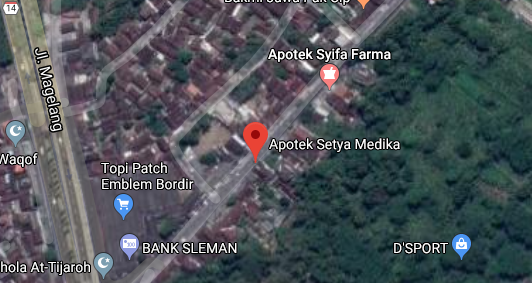 14
Bakmi Jawa Pak Sip
Jl. Magelang
Apotek Syifa Farma
Apotek Setya Medika
Waqof
Topi Patch
Emblem Bordir
BANK SLEMAN
D'SPORT
hola At-Tijaroh